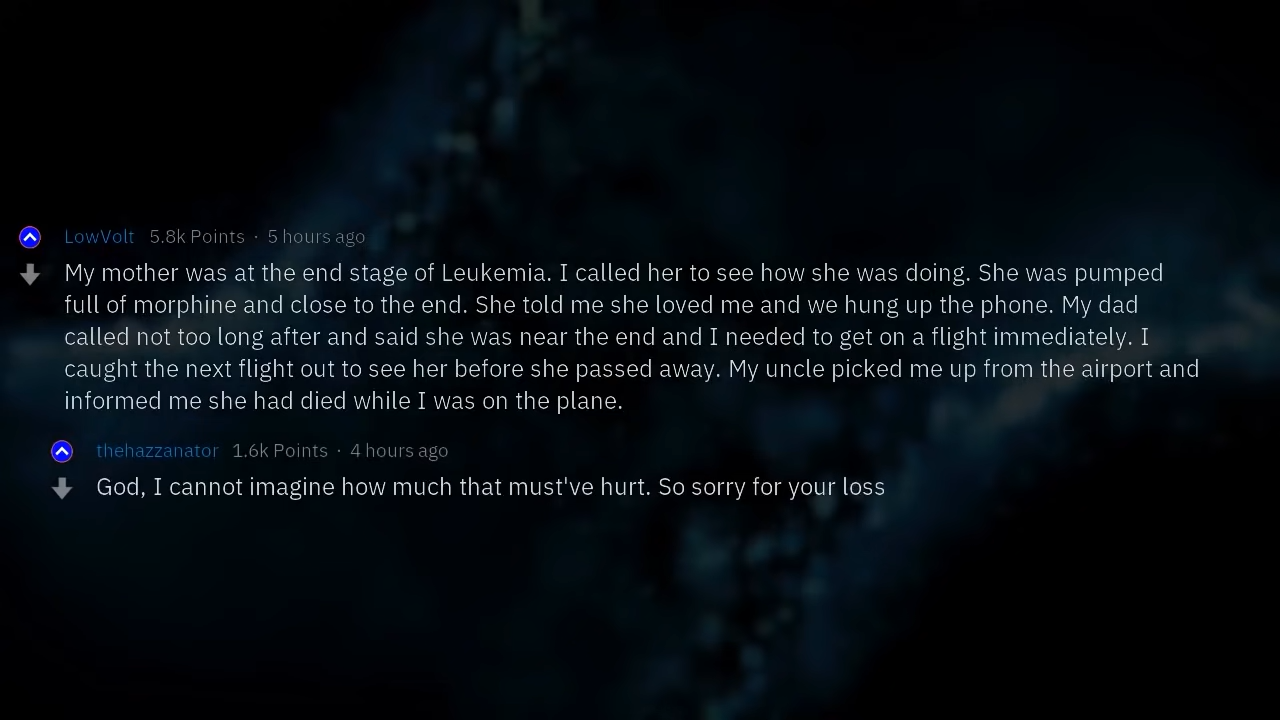 LowVolt 5.8k Points · 5 hours ago
My mother was at the end stage of Leukemia. I called her to see how she was doing. She was pumped
full of morphine and close to the end. She told me she loved me and we hung up the phone. My dad
called not too long after and said she was near the end and I needed to get on a flight immediately. I
caught the next flight out to see her before she passed away. My uncle picked me up from the airport and
informed me she had died while I was on the plane.
thehazzanator 1.6k Points · 4 hours ago
God, I cannot imagine how much that must've hurt. So sorry for your loss